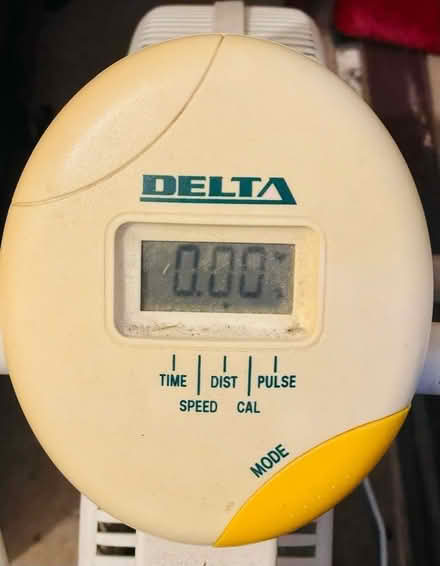 DELTA
0.00
TIME DIST PULSE
SPEED CAL
MODE